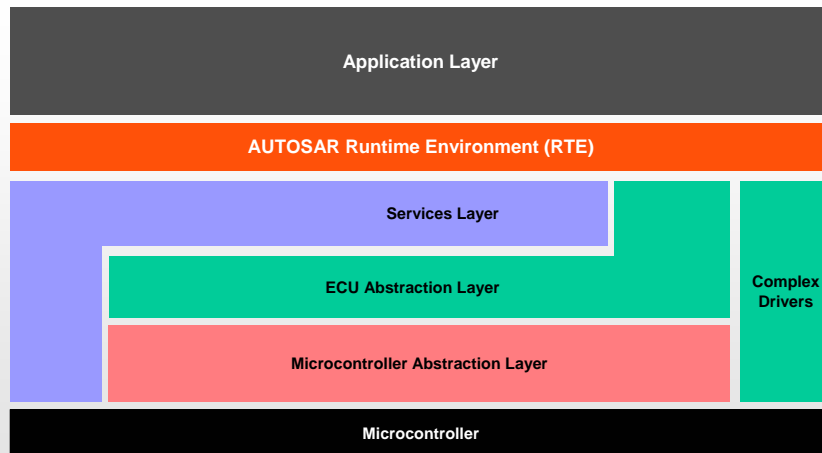 Application Layer
AUTOSAR Runtime Environment (RTE)
Services Layer
ECU Abstraction Layer
Complex
Drivers
Microcontroller Abstraction Layer
Microcontroller